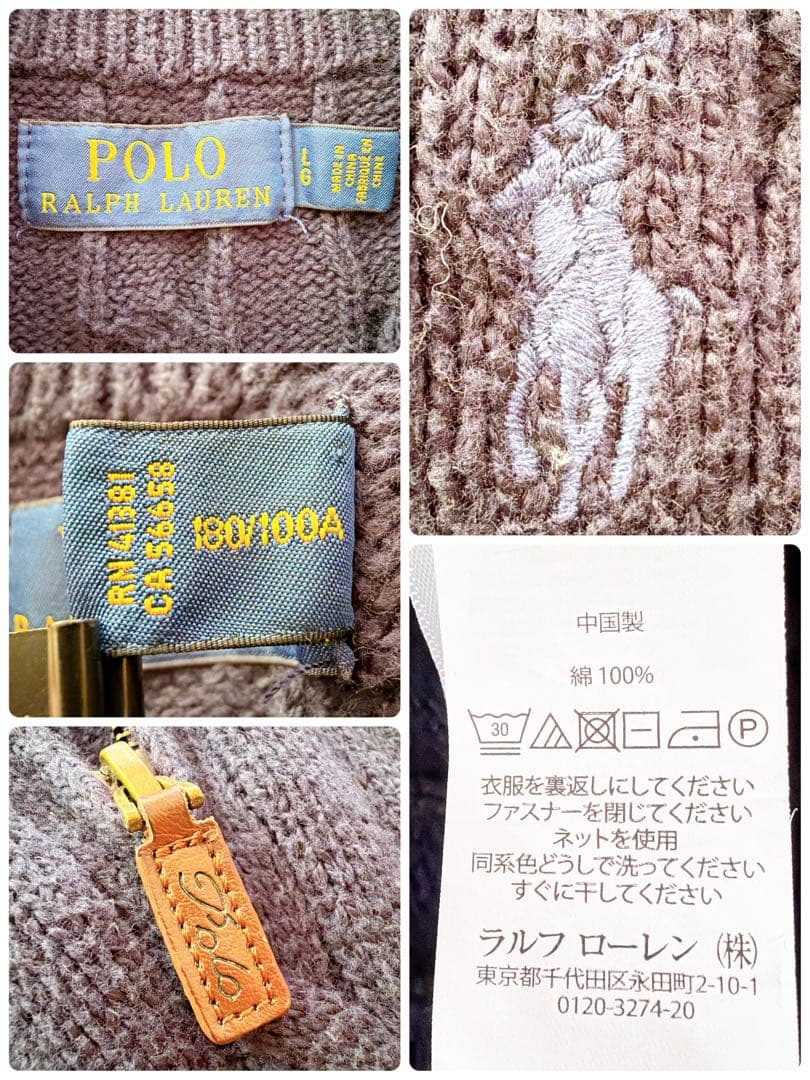 POLO
RALPH LAUREN
LG
MADE IN
CHINA
FABRIQUÉ EN
CHINE
RN 41381
CA 56658
180/100A
Polo
中国製
綿 100%
30
P
衣服を裏返しにしてください
ファスナーを閉じてください
ネットを使用
同系色どうしで洗ってください
すぐに干してください
ラルフ ローレン (株)
東京都千代田区永田町2-10-1
0120-3274-20